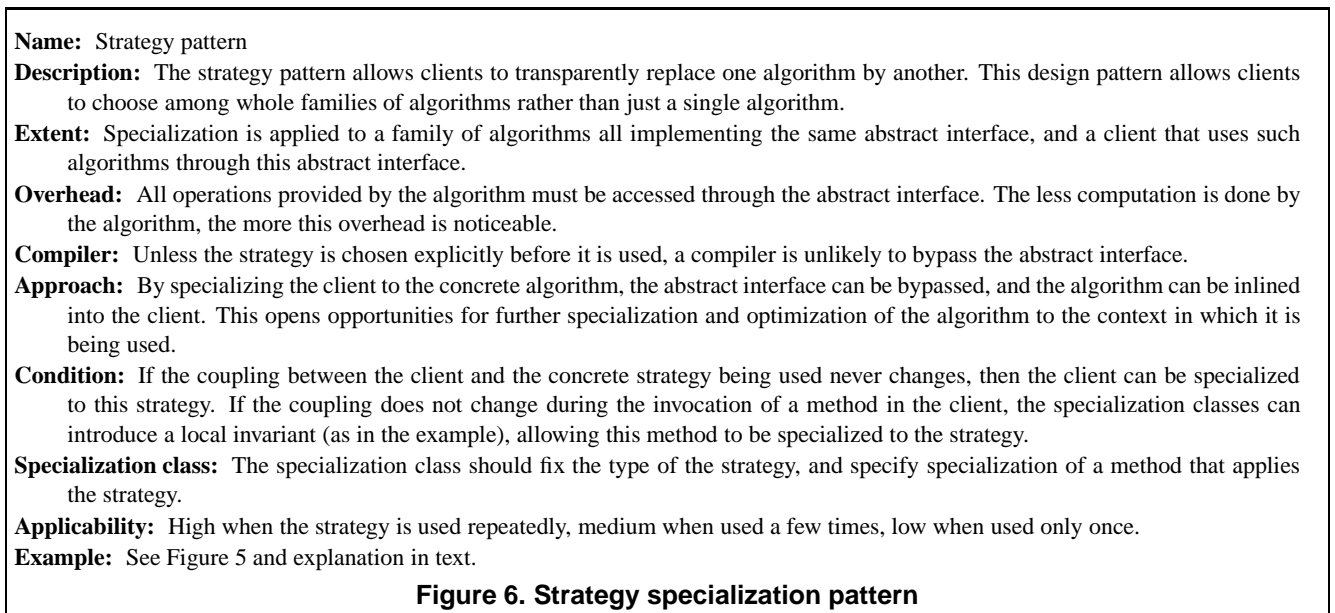 Name: Strategy pattern
Description: The strategy pattern allows clients to transparently replace one algorithm by another. This design pattern allows clients
to choose among whole families of algorithms rather than just a single algorithm.
Extent: Specialization is applied to a family of algorithms all implementing the same abstract interface, and a client that uses such
algorithms through this abstract interface.
Overhead: All operations provided by the algorithm must be accessed through the abstract interface. The less computation is done by
the algorithm, the more this overhead is noticeable.
Compiler: Unless the strategy is chosen explicitly before it is used, a compiler is unlikely to bypass the abstract interface.
Approach: By specializing the client to the concrete algorithm, the abstract interface can be bypassed, and the algorithm can be inlined
into the client. This opens opportunities for further specialization and optimization of the algorithm to the context in which it is
being used.
Condition: If the coupling between the client and the concrete strategy being used never changes, then the client can be specialized
to this strategy. If the coupling does not change during the invocation of a method in the client, the specialization classes can
introduce a local invariant (as in the example), allowing this method to be specialized to the strategy.
Specialization class: The specialization class should fix the type of the strategy, and specify specialization of a method that applies
the strategy.
Applicability: High when the strategy is used repeatedly, medium when used a few times, low when used only once.
Example: See Figure 5 and explanation in text.
Figure 6. Strategy specialization pattern